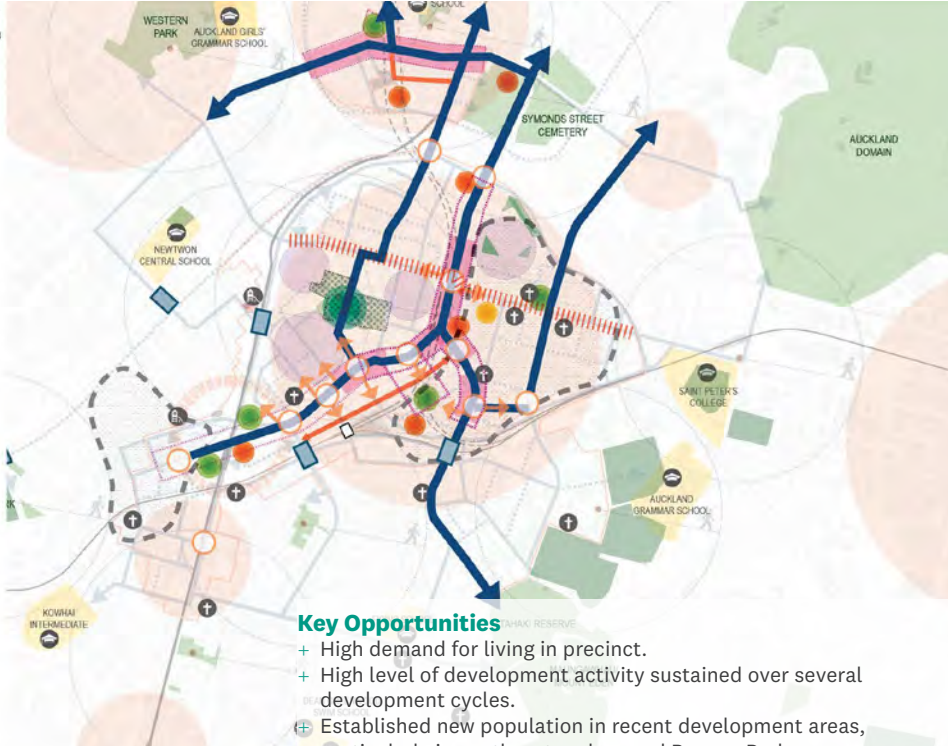 SCHOOL
WESTERN
PARK
AUCKLAND GIRLS'
GRAMMAR SCHOOL
SYMONDS STREET
CEMETERY
AUCKLAND
DOMAIN
NEWTWON
CENTRAL SCHOOL
SAINT PETER'S
COLLEGE
AUCKLAND
GRAMMAR SCHOOL
KOWHAI
INTERMEDIATE
RESERVE
Key Opportunities
+ High demand for living in precinct.
+ High level of development activity sustained over several
development cycles.
+ Established new population in recent development areas,